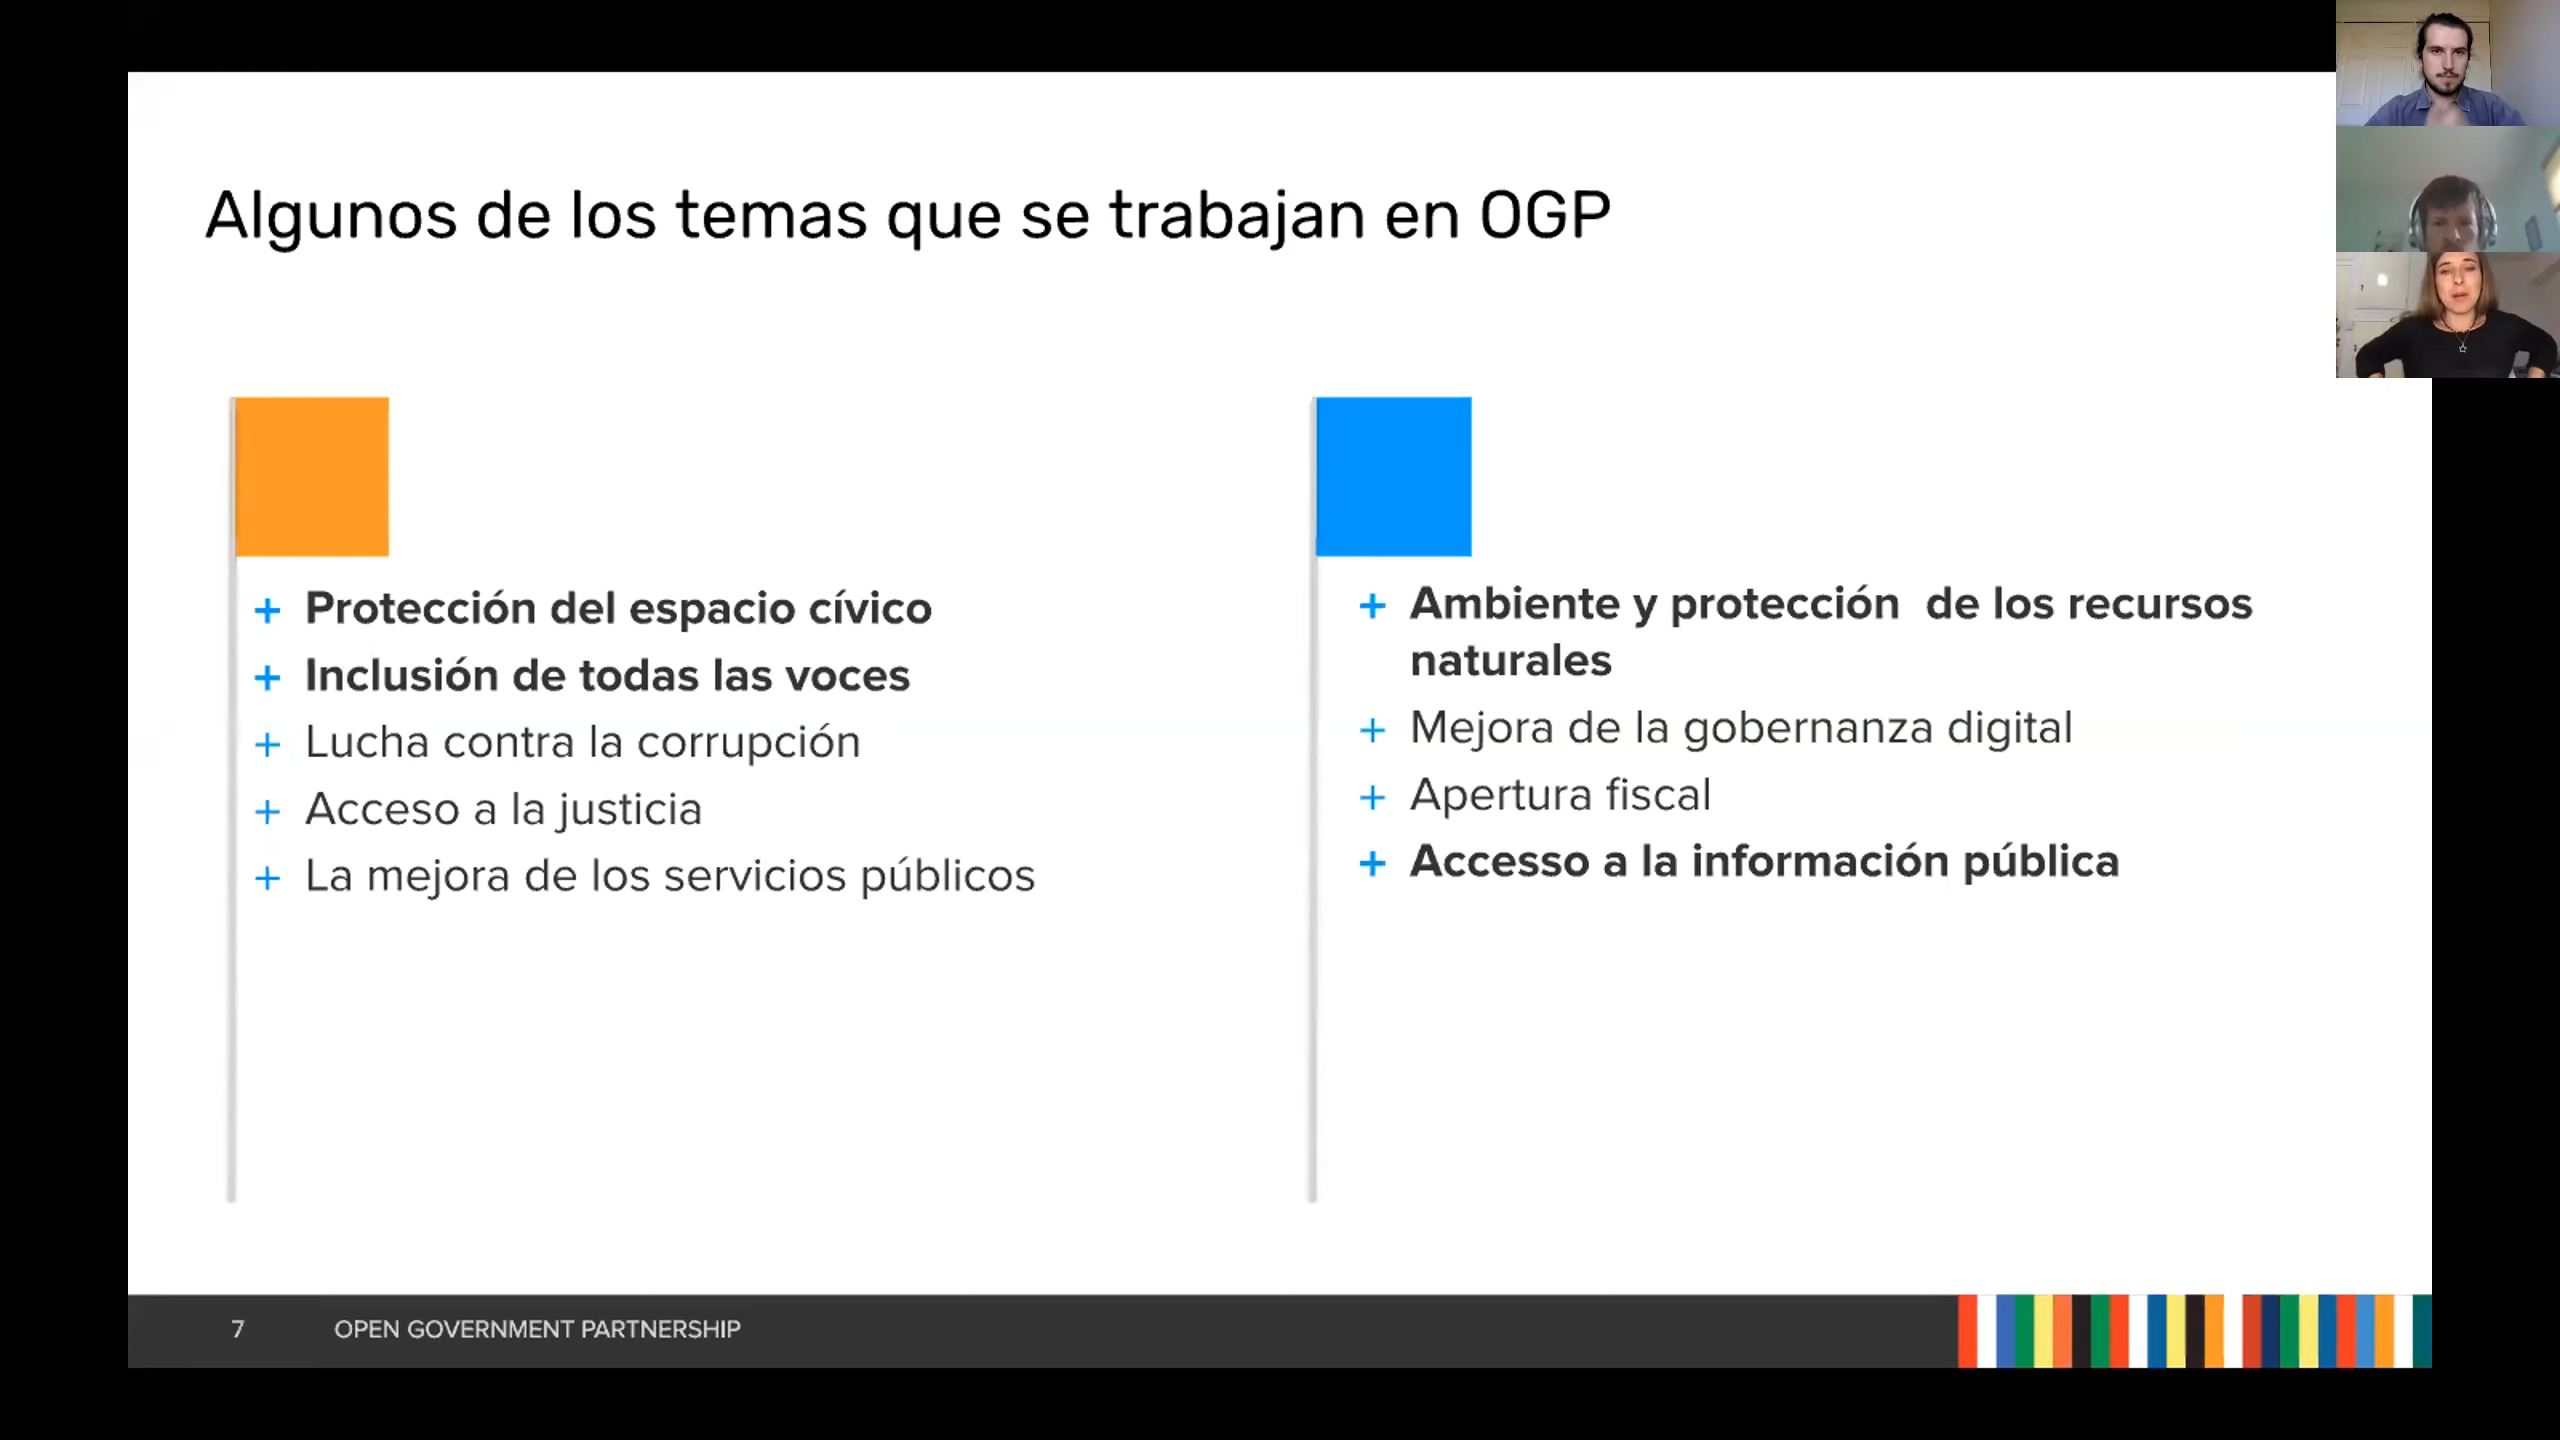 Algunos de los temas que se trabajan en OGP
+ Protección del espacio cívico
+ Inclusión de todas las voces
+ Lucha contra la corrupción
+ Acceso a la justicia
+ La mejora de los servicios públicos
+ Ambiente y protección  de los recursos
naturales
+ Mejora de la gobernanza digital
+ Apertura fiscal
+ Accesso a la información pública
7 OPEN GOVERNMENT PARTNERSHIP